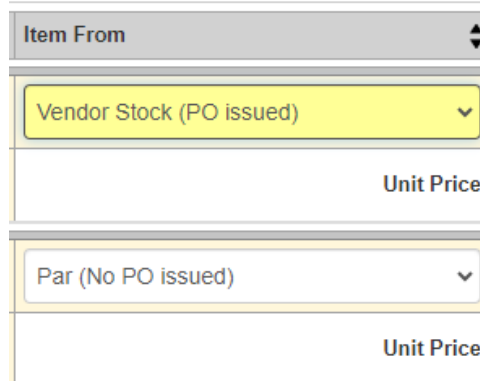 Item From
Vendor Stock (PO issued)
Unit Price
Par (No PO issued)
Unit Price